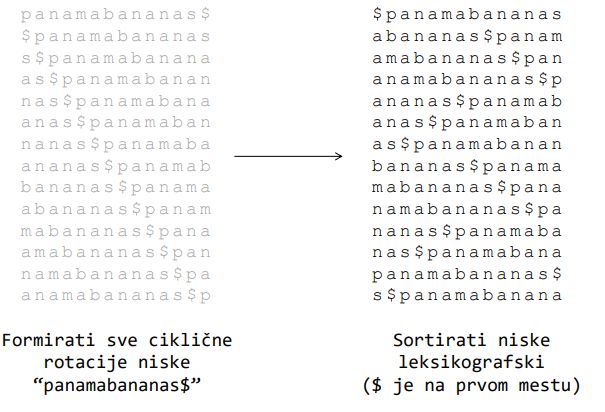 panamabananas$
$panamabananas
s$panamabanana
as$panamabanan
nas$panamabana
anas$panamaban
nanas$panamaba
ananas$panamab
bananas$panama
abananas$panam
mabananas$pana
amabananas$pan
namabananas$pa
anamabananas$p
Formirati sve ciklične
rotacije niske
“panamabananas$”
$panamabananas
abananas$panam
amabananas$pan
anamabananas$p
ananas$panamab
anas$panamaban
as$panamabanan
bananas$panama
mabananas$pana
namabananas$pa
nanas$panamaba
nas$panamabana
panamabananas$
s$panamabanana
Sortirati niske
leksikografski
($ je na prvom mestu)